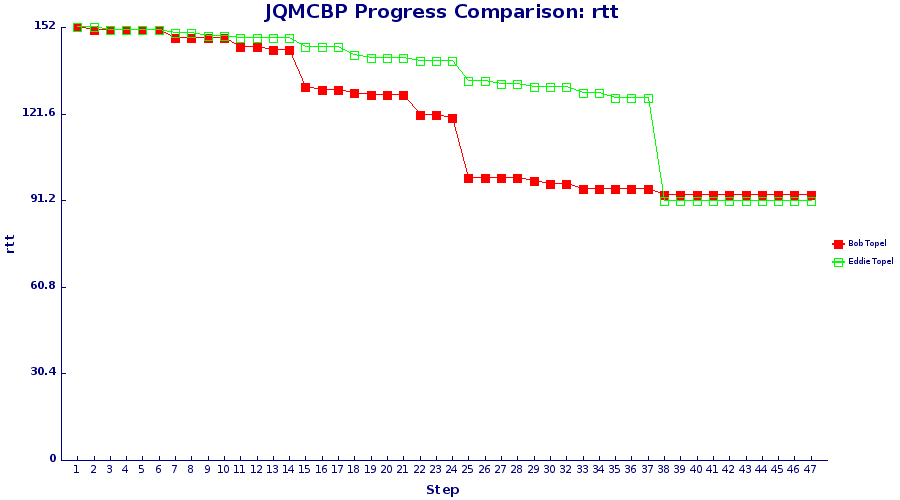 JQMCBP Progress Comparison: rtt
152
121.6
91.2
60.8
30.4
0
rtt
1 2 3 4 5 6 7 8 9 10 11 12 13 14 15 16 17 18 19 20 21 22 23 24 25 26 27 28 29 30 32 33 34 35 36 37 38 39 40 41 42 43 44 45 46 47
Step
Bob Topel
Eddie Topel